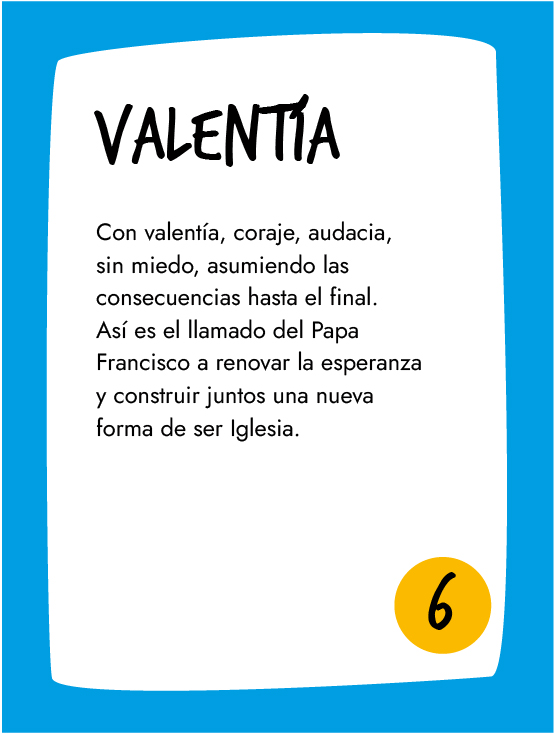 VALENTÍA
Con valentía, coraje, audacia,
sin miedo, asumiendo las
consecuencias hasta el final.
Así es el llamado del Papa
Francisco a renovar la esperanza
y construir juntos una nueva
forma de ser Iglesia.
6